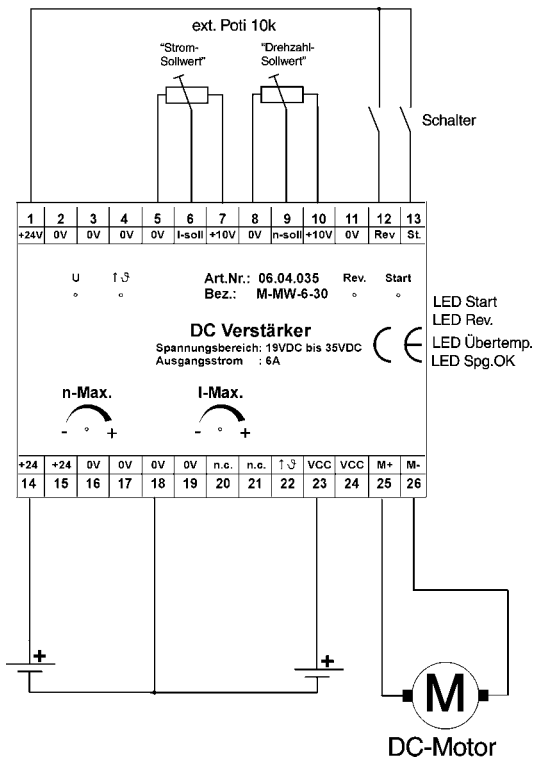 ext. Poti 10k
"Strom-
Sollwert"
"Drehzahl-
Sollwert"
Schalter
1 2 3 4 5 6 7 8 9 10 11 12 13
+24V 0V 0V 0V 0V I-soll +10V 0V n-soll +10V 0V Rev St.
U ↑ϑ Art.Nr.: 06.04.035 Rev. Start
Bez.: M-MW-6-30
DC Verstärker
Spannungsbereich: 19VDC bis 35VDC
Ausgangsstrom : 6A
CE
LED Start
LED Rev.
LED Übertemp.
LED Spg.OK
n-Max. I-Max.
- + - +
+24 +24 0V 0V 0V 0V n.c. n.c. ↑ϑ VCC VCC M+ M-
14 15 16 17 18 19 20 21 22 23 24 25 26
+ +
M
DC-Motor